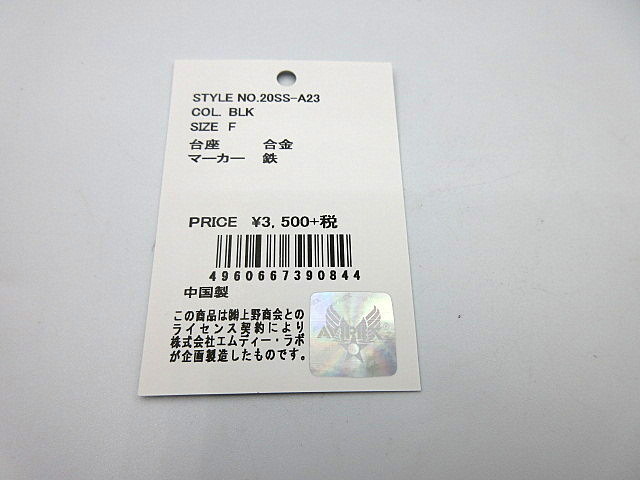 STYLE NO.20SS-A23
COL. BLK
SIZE F
台座 合金
マーカー 鉄
PRICE ¥3,500+税
4960667390844
中国製
この商品は㈱上野商会との
ライセンス契約により
株式会社エムディー・ラボ
が企画製造したものです。
AVIREX